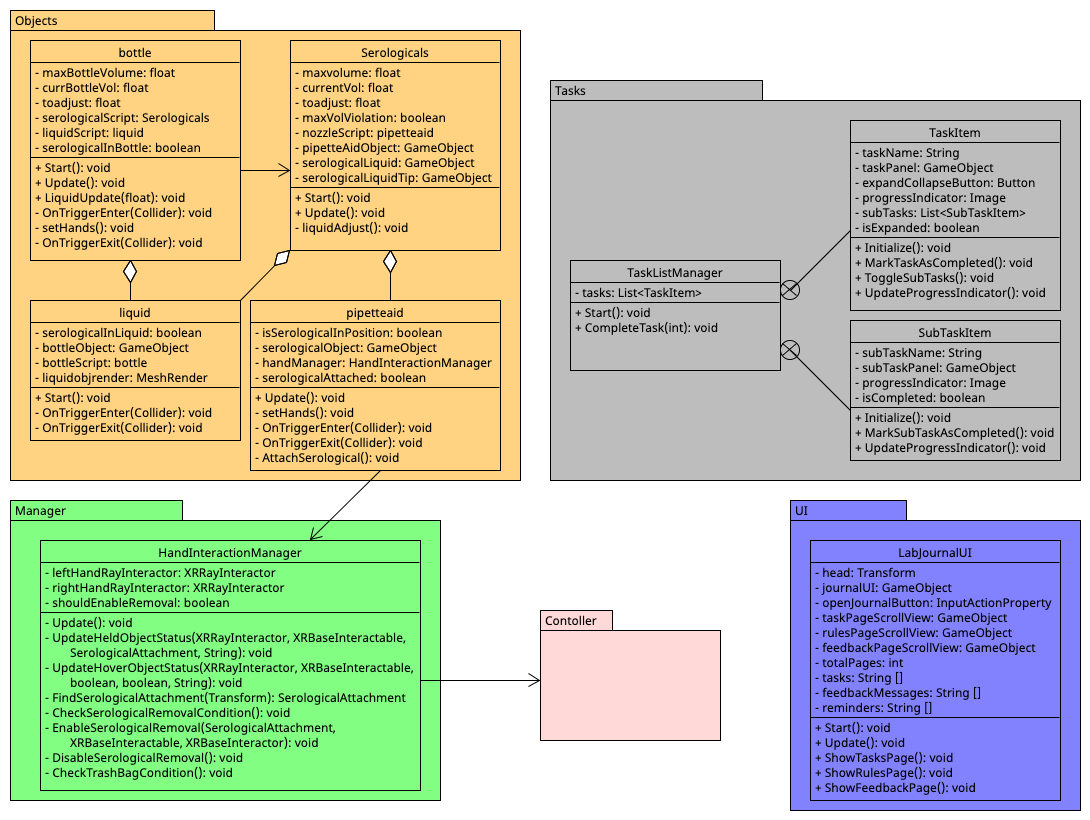 Objects
bottle
- maxBottleVolume: float
- currBottleVol: float
- toadjust: float
- serologicalScript: Serologicals
- liquidScript: liquid
- serologicalInBottle: boolean
+ Start(): void
+ Update(): void
+ LiquidUpdate(float): void
- OnTriggerEnter(Collider): void
- setHands(): void
- OnTriggerExit(Collider): void
Serologicals
- maxvolume: float
- currentVol: float
- toadjust: float
- maxVolViolation: boolean
- nozzleScript: pipetteaid
- pipetteAidObject: GameObject
- serologicalLiquid: GameObject
- serologicalLiquidTip: GameObject
+ Start(): void
+ Update(): void
- liquidAdjust(): void
liquid
- serologicalInLiquid: boolean
- bottleObject: GameObject
- bottleScript: bottle
- liquidobjrender: MeshRender
+ Start(): void
- OnTriggerEnter(Collider): void
- OnTriggerExit(Collider): void
pipetteaid
- isSerologicalInPosition: boolean
- serologicalObject: GameObject
- handManager: HandInteractionManager
- serologicalAttached: boolean
+ Update(): void
- setHands(): void
- OnTriggerEnter(Collider): void
- OnTriggerExit(Collider): void
- AttachSerological(): void
Tasks
TaskListManager
- tasks: List<TaskItem>
+ Start(): void
+ CompleteTask(int): void
TaskItem
- taskName: String
- taskPanel: GameObject
- expandCollapseButton: Button
- progressIndicator: Image
- subTasks: List<SubTaskItem>
- isExpanded: boolean
+ Initialize(): void
+ MarkTaskAsCompleted(): void
+ ToggleSubTasks(): void
+ UpdateProgressIndicator(): void
SubTaskItem
- subTaskName: String
- subTaskPanel: GameObject
- progressIndicator: Image
- isCompleted: boolean
+ Initialize(): void
+ MarkSubTaskAsCompleted(): void
+ UpdateProgressIndicator(): void
Manager
HandInteractionManager
- leftHandRayInteractor: XRRayInteractor
- rightHandRayInteractor: XRRayInteractor
- shouldEnableRemoval: boolean
- Update(): void
- UpdateHeldObjectStatus(XRRayInteractor, XRBaseInteractable,
SerologicalAttachment, String): void
- UpdateHoverObjectStatus(XRRayInteractor, XRBaseInteractable,
boolean, boolean, String): void
- FindSerologicalAttachment(Transform): SerologicalAttachment
- CheckSerologicalRemovalCondition(): void
- EnableSerologicalRemoval(SerologicalAttachment,
XRBaseInteractable, XRBaseInteractor): void
- DisableSerologicalRemoval(): void
- CheckTrashBagCondition(): void
Contoller
UI
LabJournalUI
- head: Transform
- journalUI: GameObject
- openJournalButton: InputActionProperty
- taskPageScrollView: GameObject
- rulesPageScrollView: GameObject
- feedbackPageScrollView: GameObject
- totalPages: int
- tasks: String []
- feedbackMessages: String []
- reminders: String []
+ Start(): void
+ Update(): void
+ ShowTasksPage(): void
+ ShowRulesPage(): void
+ ShowFeedbackPage(): void